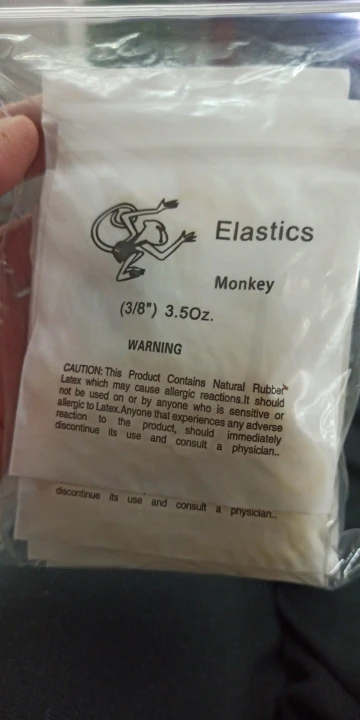 Elastics
Monkey
(3/8") 3.5Oz.
WARNING
CAUTION: This Product Contains Natural Rubber
Latex which may cause allergic reactions.It should
not be used on or by anyone who is sensitive or
allergic to Latex.Anyone that experiences any adverse
reaction to the product, should immediately
discontinue its use and consult a physician..
discontinue its use and consult a physician..